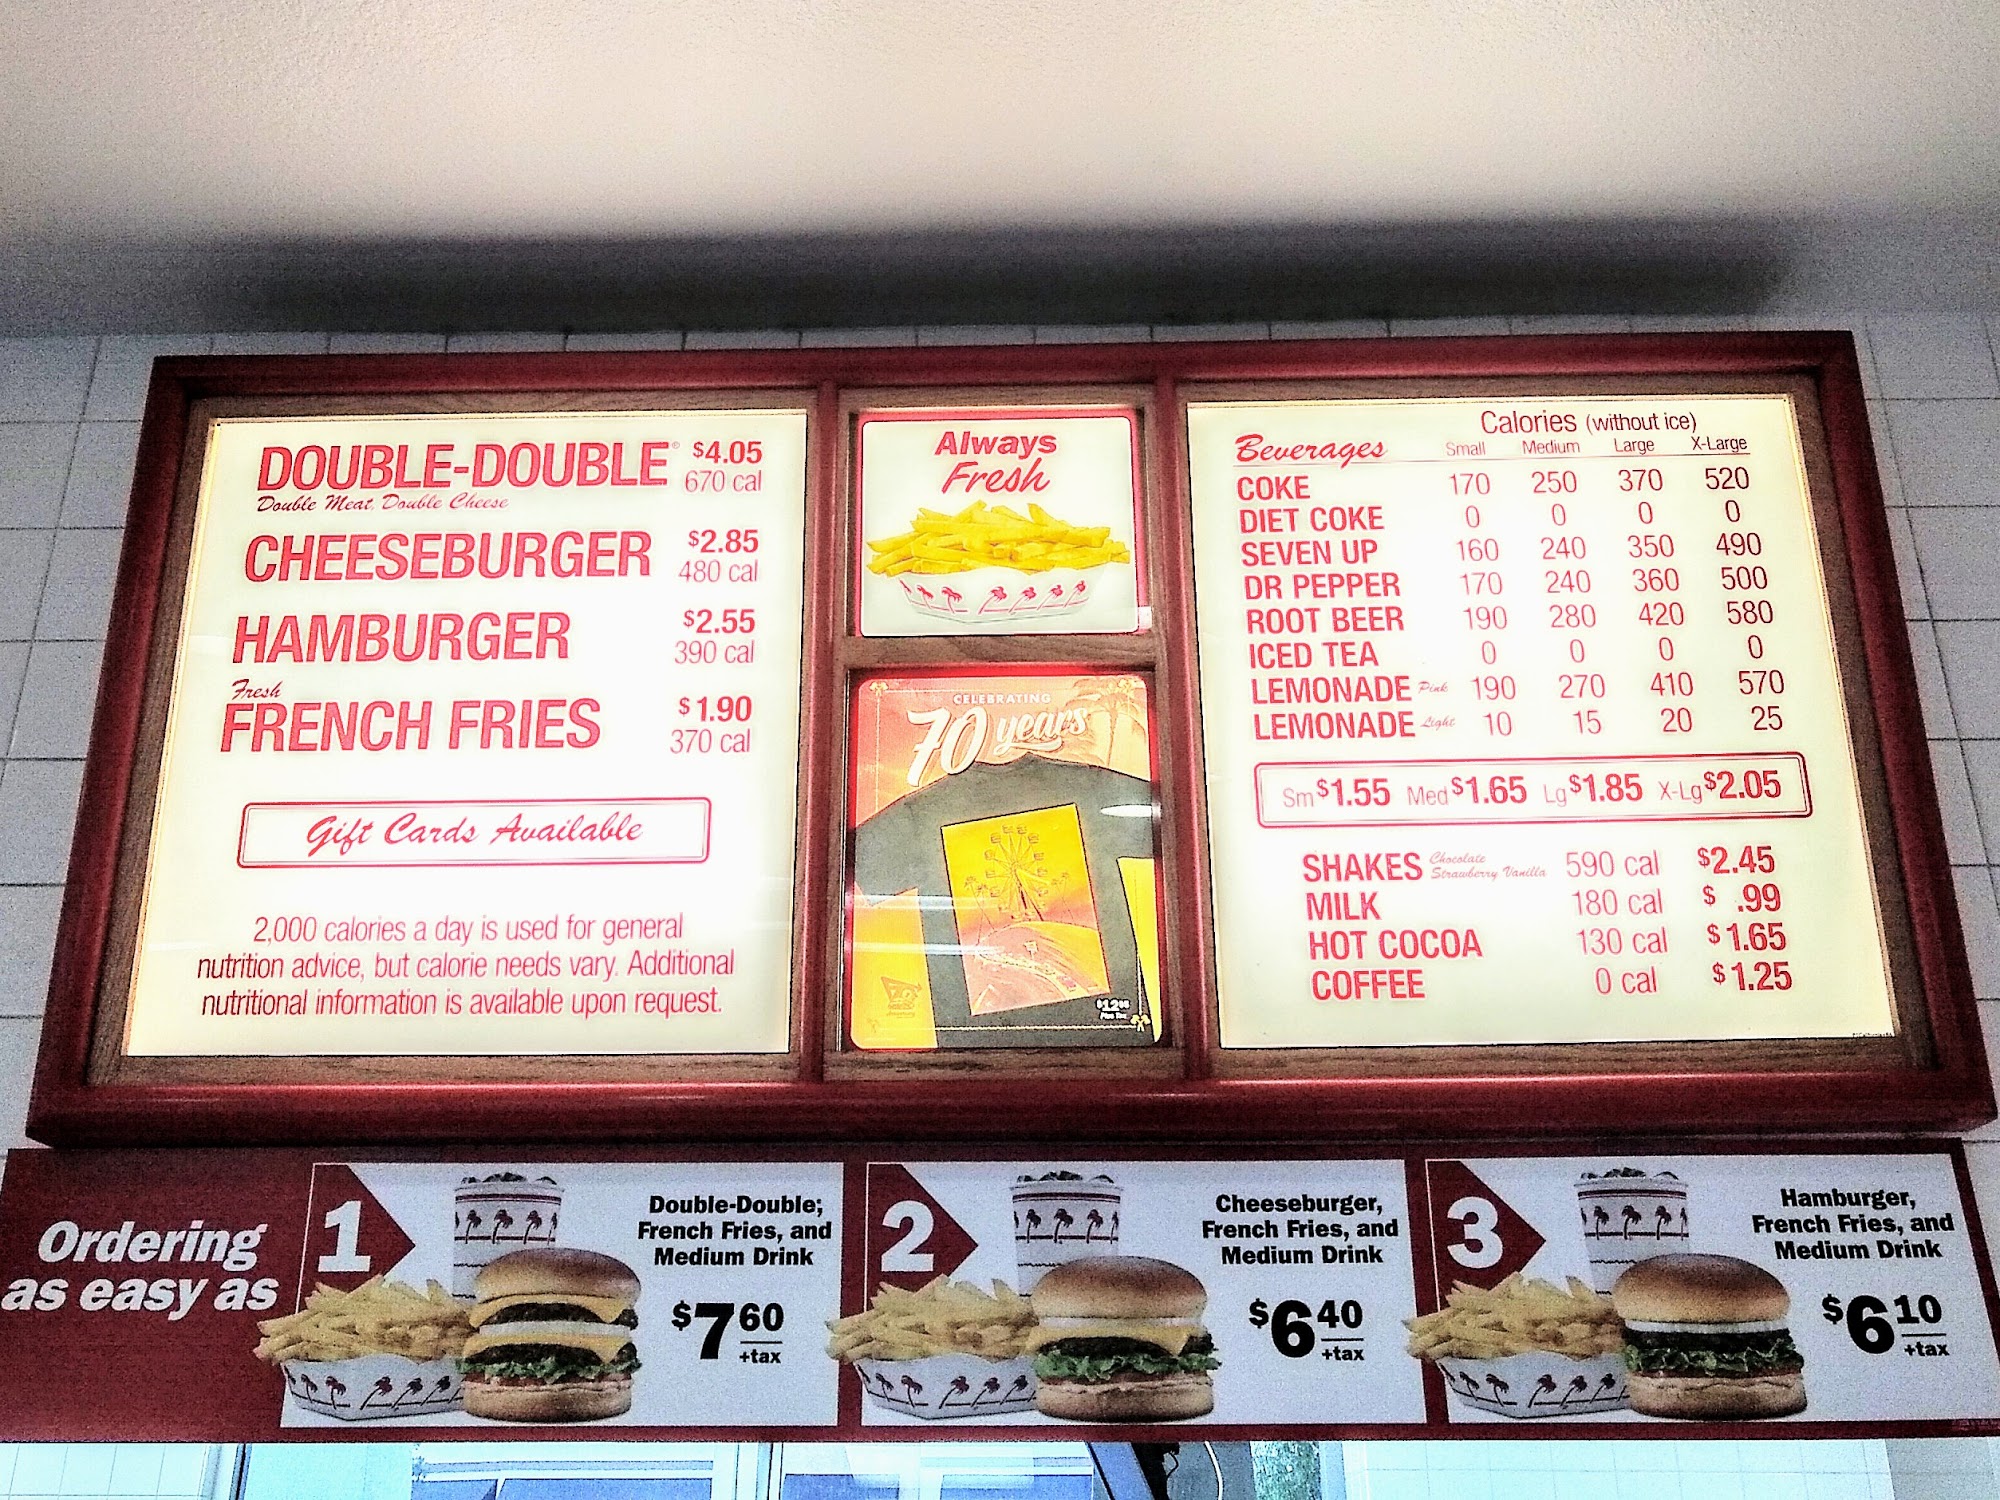 DOUBLE-DOUBLE® $4.05
Double Meat, Double Cheese 670 cal
CHEESEBURGER $2.85
480 cal
HAMBURGER $2.55
390 cal
Fresh
FRENCH FRIES $1.90
370 cal
Gift Cards Available
2,000 calories a day is used for general
nutrition advice, but calorie needs vary. Additional
nutritional information is available upon request.
Always
Fresh
CELEBRATING
70 years
Plus Tax
Calories (without ice)
Beverages Small Medium Large X-Large
COKE 170 250 370 520
DIET COKE 0 0 0 0
SEVEN UP 160 240 350 490
DR PEPPER 170 240 360 500
ROOT BEER 190 280 420 580
ICED TEA 0 0 0 0
LEMONADE Pink 190 270 410 570
LEMONADE Light 10 15 20 25
Sm $1.55 Med $1.65 Lg $1.85 X-Lg $2.05
SHAKES Chocolate Strawberry Vanilla 590 cal $2.45
MILK 180 cal $ .99
HOT COCOA 130 cal $1.65
COFFEE 0 cal $1.25
Ordering
as easy as
1
Double-Double,
French Fries, and
Medium Drink
$7 60
+tax
2
Cheeseburger,
French Fries, and
Medium Drink
$6 40
+tax
3
Hamburger,
French Fries, and
Medium Drink
$6 10
+tax